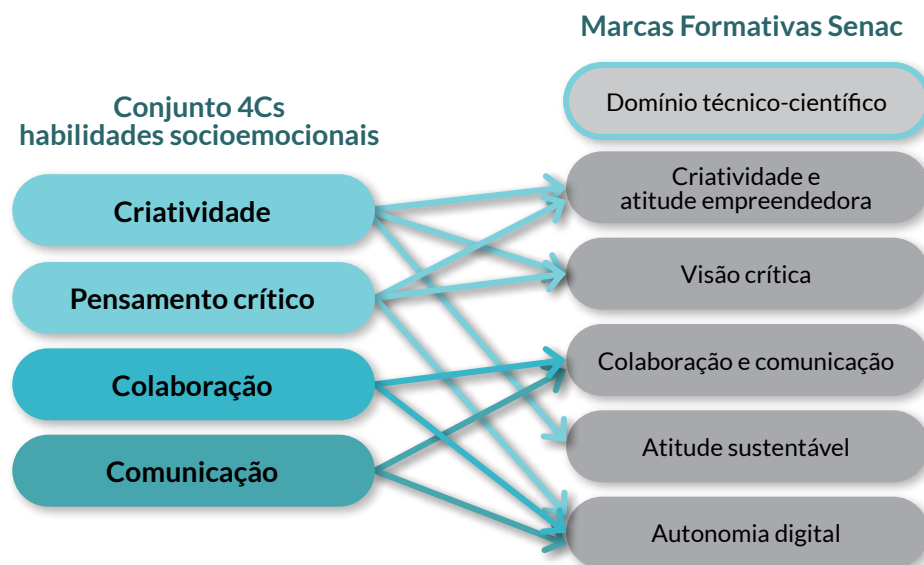 Conjunto 4Cs
habilidades socioemocionais
Criatividade
Pensamento crítico
Colaboração
Comunicação
Marcas Formativas Senac
Domínio técnico-científico
Criatividade e
atitude empreendedora
Visão crítica
Colaboração e comunicação
Atitude sustentável
Autonomia digital